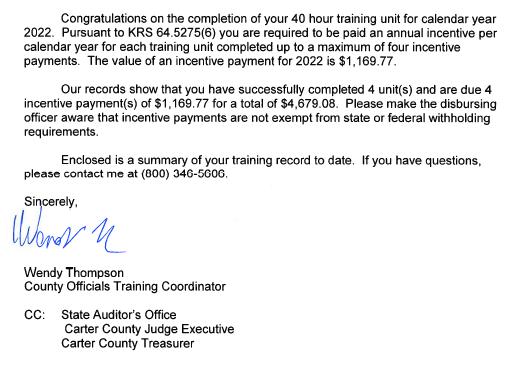 Congratulations on the completion of your 40 hour training unit for calendar year
2022. Pursuant to KRS 64.5275(6) you are required to be paid an annual incentive per
calendar year for each training unit completed up to a maximum of four incentive
payments. The value of an incentive payment for 2022 is $1,169.77.
Our records show that you have successfully completed 4 unit(s) and are due 4
incentive payment(s) of $1,169.77 for a total of $4,679.08. Please make the disbursing
officer aware that incentive payments are not exempt from state or federal withholding
requirements.
Enclosed is a summary of your training record to date. If you have questions,
please contact me at (800) 346-5606.
Sincerely,
Wendy Thompson
County Officials Training Coordinator
CC: State Auditor's Office
Carter County Judge Executive
Carter County Treasurer